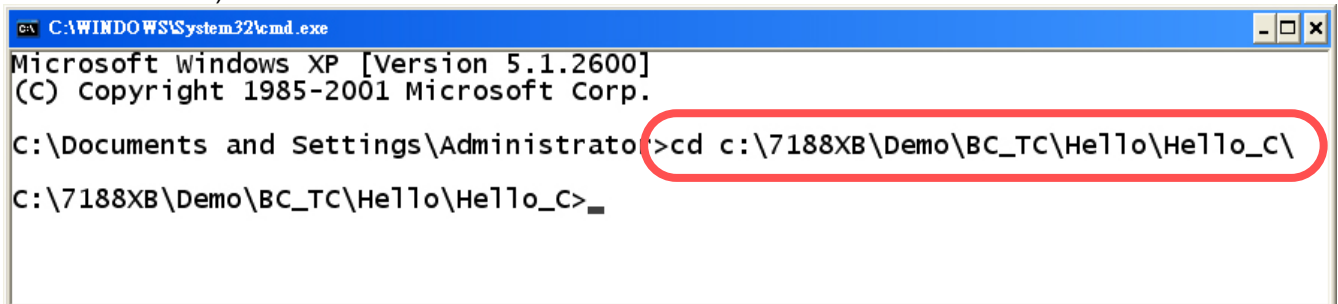 C:\WINDOWS\System32\cmd.exe
Microsoft Windows XP [Version 5.1.2600]
(C) Copyright 1985-2001 Microsoft Corp.
C:\Documents and Settings\Administrator>cd c:\7188XB\Demo\BC_TC\Hello\Hello_C\
C:\7188XB\Demo\BC_TC\Hello\Hello_C>_